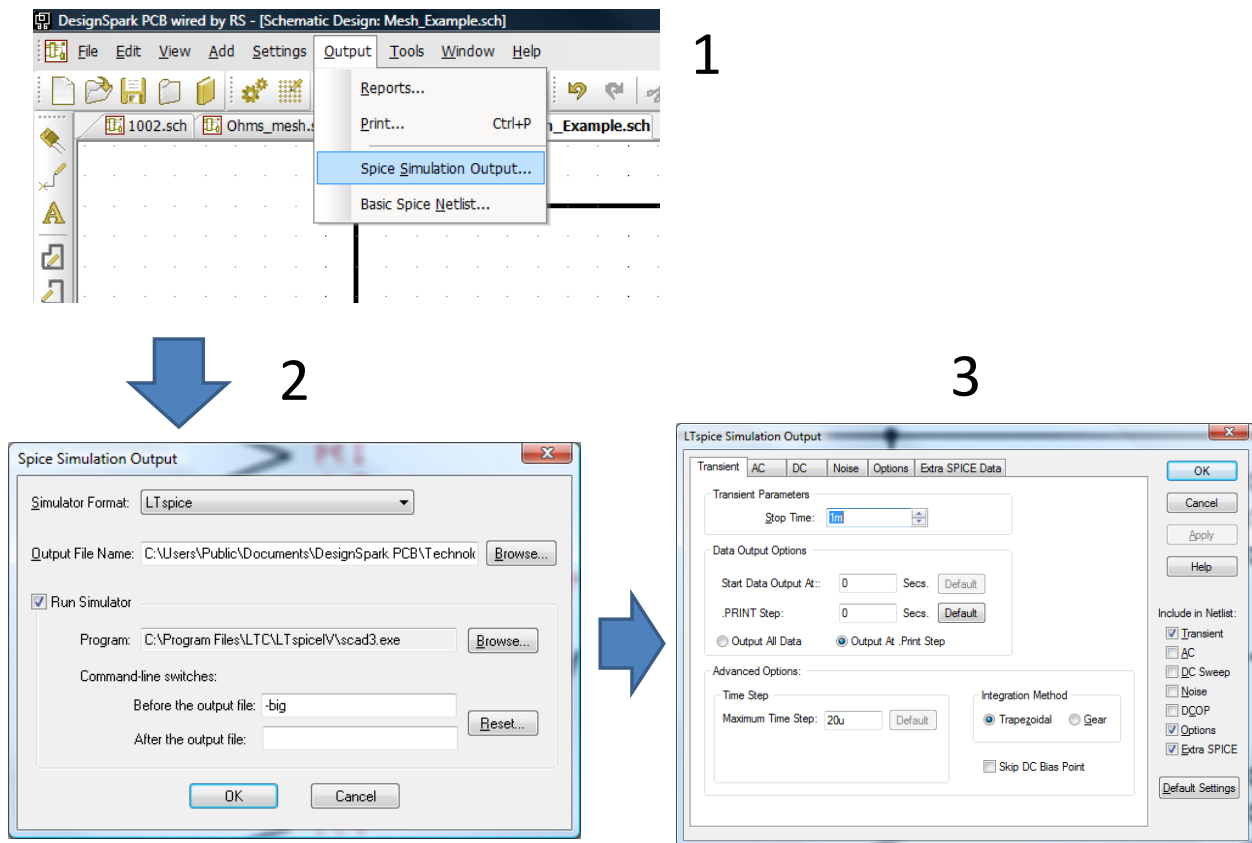 DesignSpark PCB wired by RS - [Schematic Design: Mesh_Example.sch]
1
File Edit View Add Settings Output Tools Window Help
Reports...
Print... Ctrl+P
1002.sch Ohms_mesh.s h_Example.sch
Spice Simulation Output...
Basic Spice Netlist...
A
2
3
Spice Simulation Output
Simulator Format: LTspice
Output File Name: C:\Users\Public\Documents\DesignSpark PCB\Technok Browse...
Run Simulator
Program: C:\Program Files\LTC\LTspiceIV\scad3.exe Browse...
Command-line switches:
Before the output file: -big
Reset...
After the output file:
OK Cancel
LTspice Simulation Output
Transient AC DC Noise Options Extra SPICE Data
OK
Transient Parameters
Cancel
Stop Time: 1m
Apply
Data Output Options
Help
Start Data Output At:: 0 Secs. Default
.PRINT Step: 0 Secs. Default
Include in Netlist:
Output All Data Output At .Print Step
Transient
AC
Advanced Options:
DC Sweep
Time Step Integration Method
Noise
Maximum Time Step: 20u Default Trapezoidal Gear
DCOP
Options
Extra SPICE
Skip DC Bias Point
Default Settings